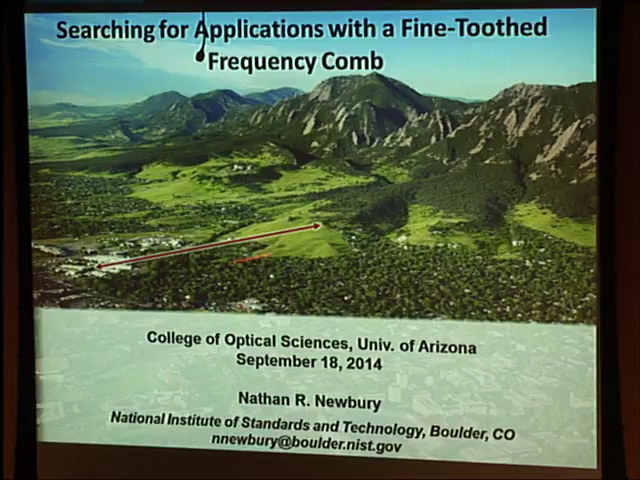 Searching for Applications with a Fine-Toothed
Frequency Comb
College of Optical Sciences, Univ. of Arizona
September 18, 2014
Nathan R. Newbury
National Institute of Standards and Technology, Boulder, CO
nnewbury@boulder.nist.gov